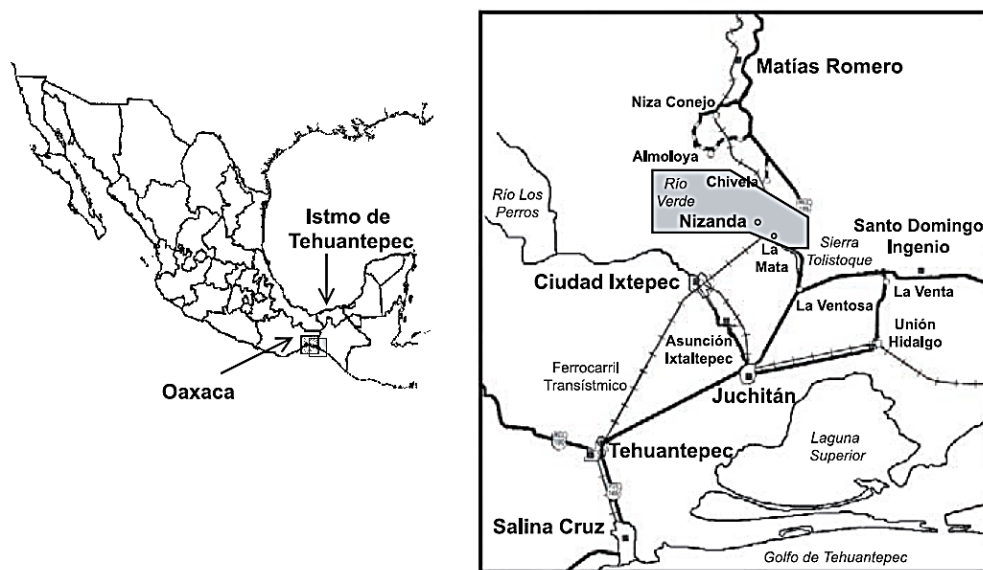 Istmo de
Tehuantepec
Oaxaca
Matías Romero
Niza Conejo
Almoloya
Río
Verde
Chivela
Río Los
Perros
Nizanda
La
Mata
Sierra
Tolistoque
Santo Domingo
Ingenio
Ciudad Ixtepec
La Ventosa
La Venta
Asunción
Ixtaltepec
Unión
Hidalgo
Ferrocarril
Transístmico
Juchitán
Tehuantepec
Laguna
Superior
Salina Cruz
Golfo de Tehuantepec